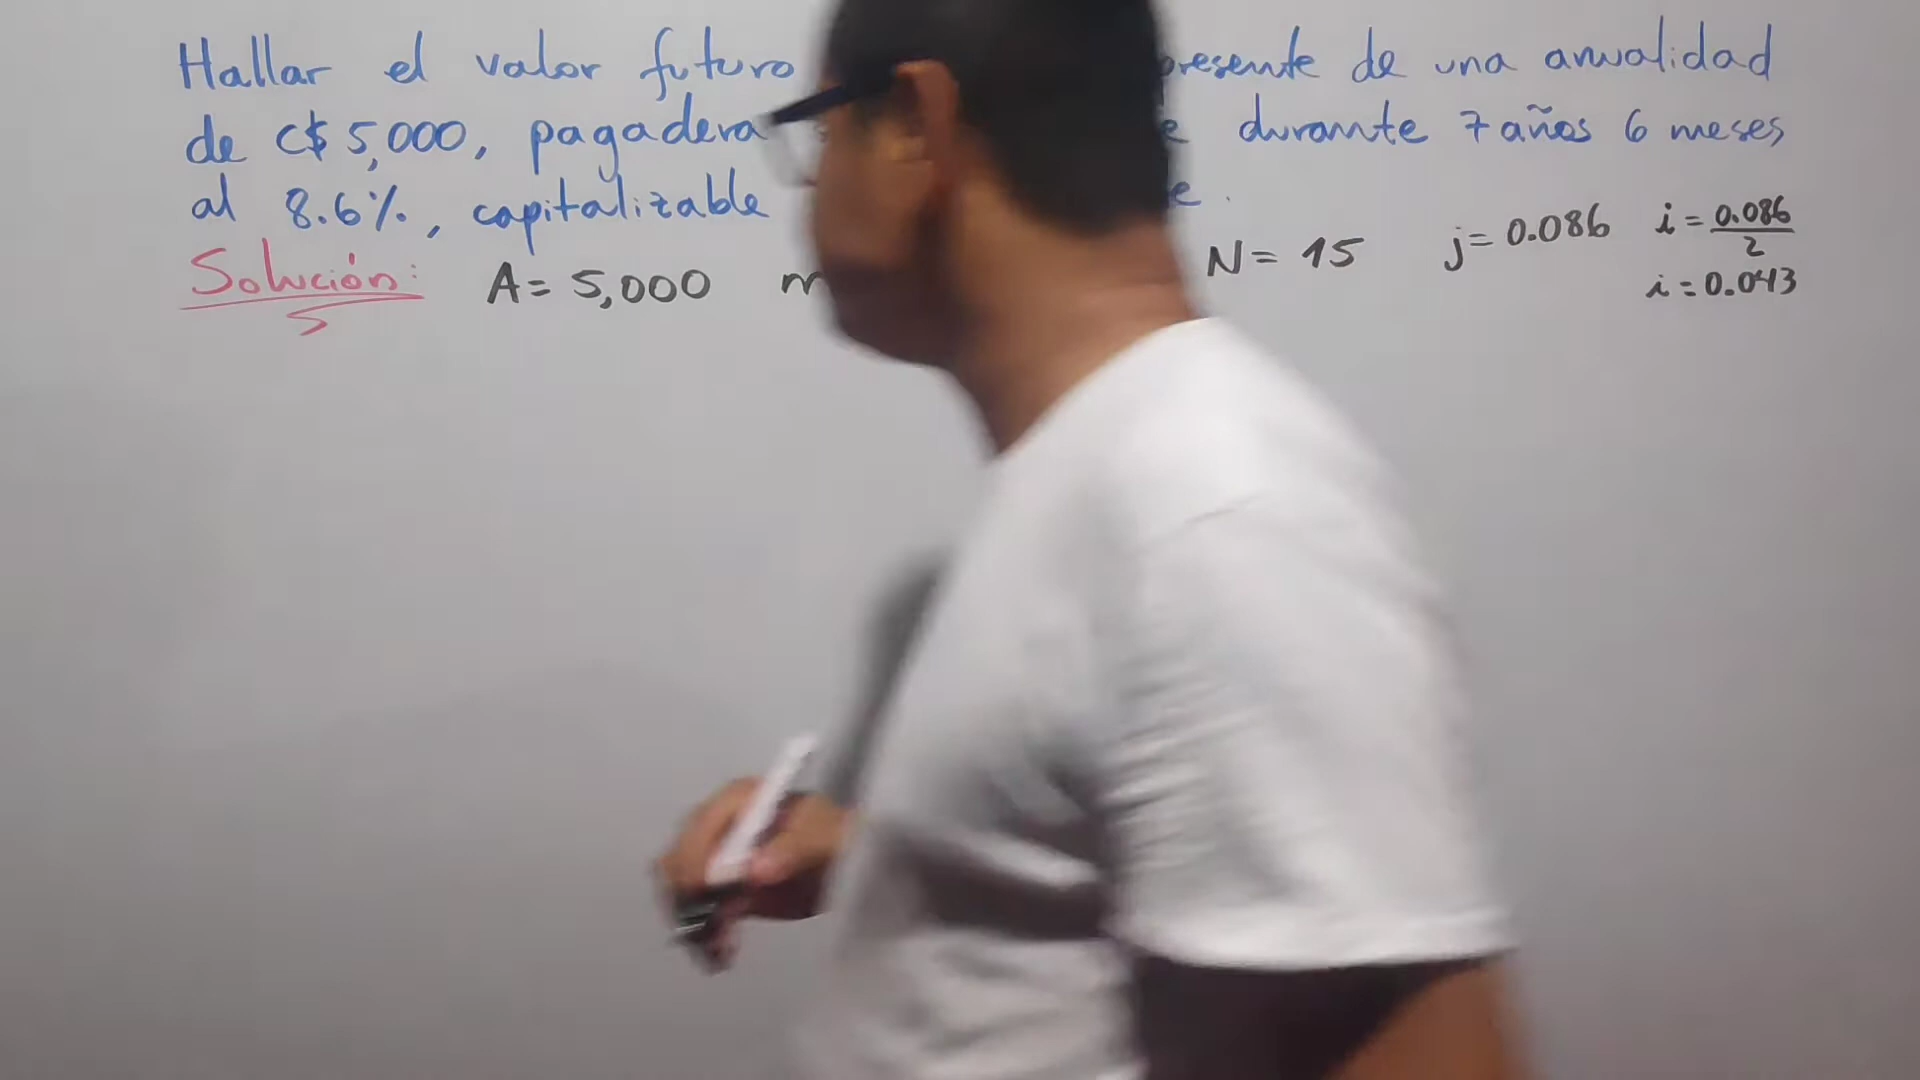 Hallar el valor futuro presente de una anualidad
de C$ 5,000, pagadera durante 7 años 6 meses
al 8.6%, capitalizable
Solución: A= 5,000 m N= 15 j= 0.086 i = 0.086/2
i = 0.043